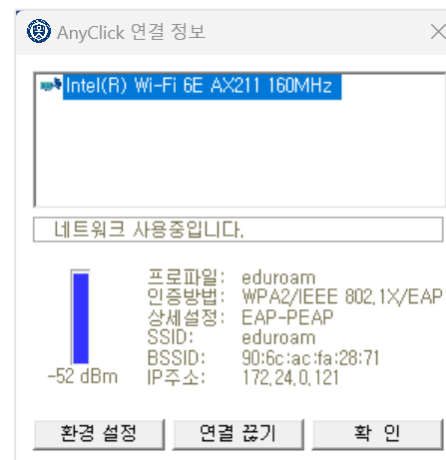 AnyClick 연결 정보
Intel(R) Wi-Fi 6E AX211 160MHz
네트워크 사용중입니다.
프로파일: eduroam
인증방법: WPA2/IEEE 802.1X/EAP
상세설정: EAP-PEAP
SSID: eduroam
BSSID: 90:6c:ac:fa:28:71
-52 dBm IP주소: 172.24.0.121
환경 설정 연결 끊기 확 인